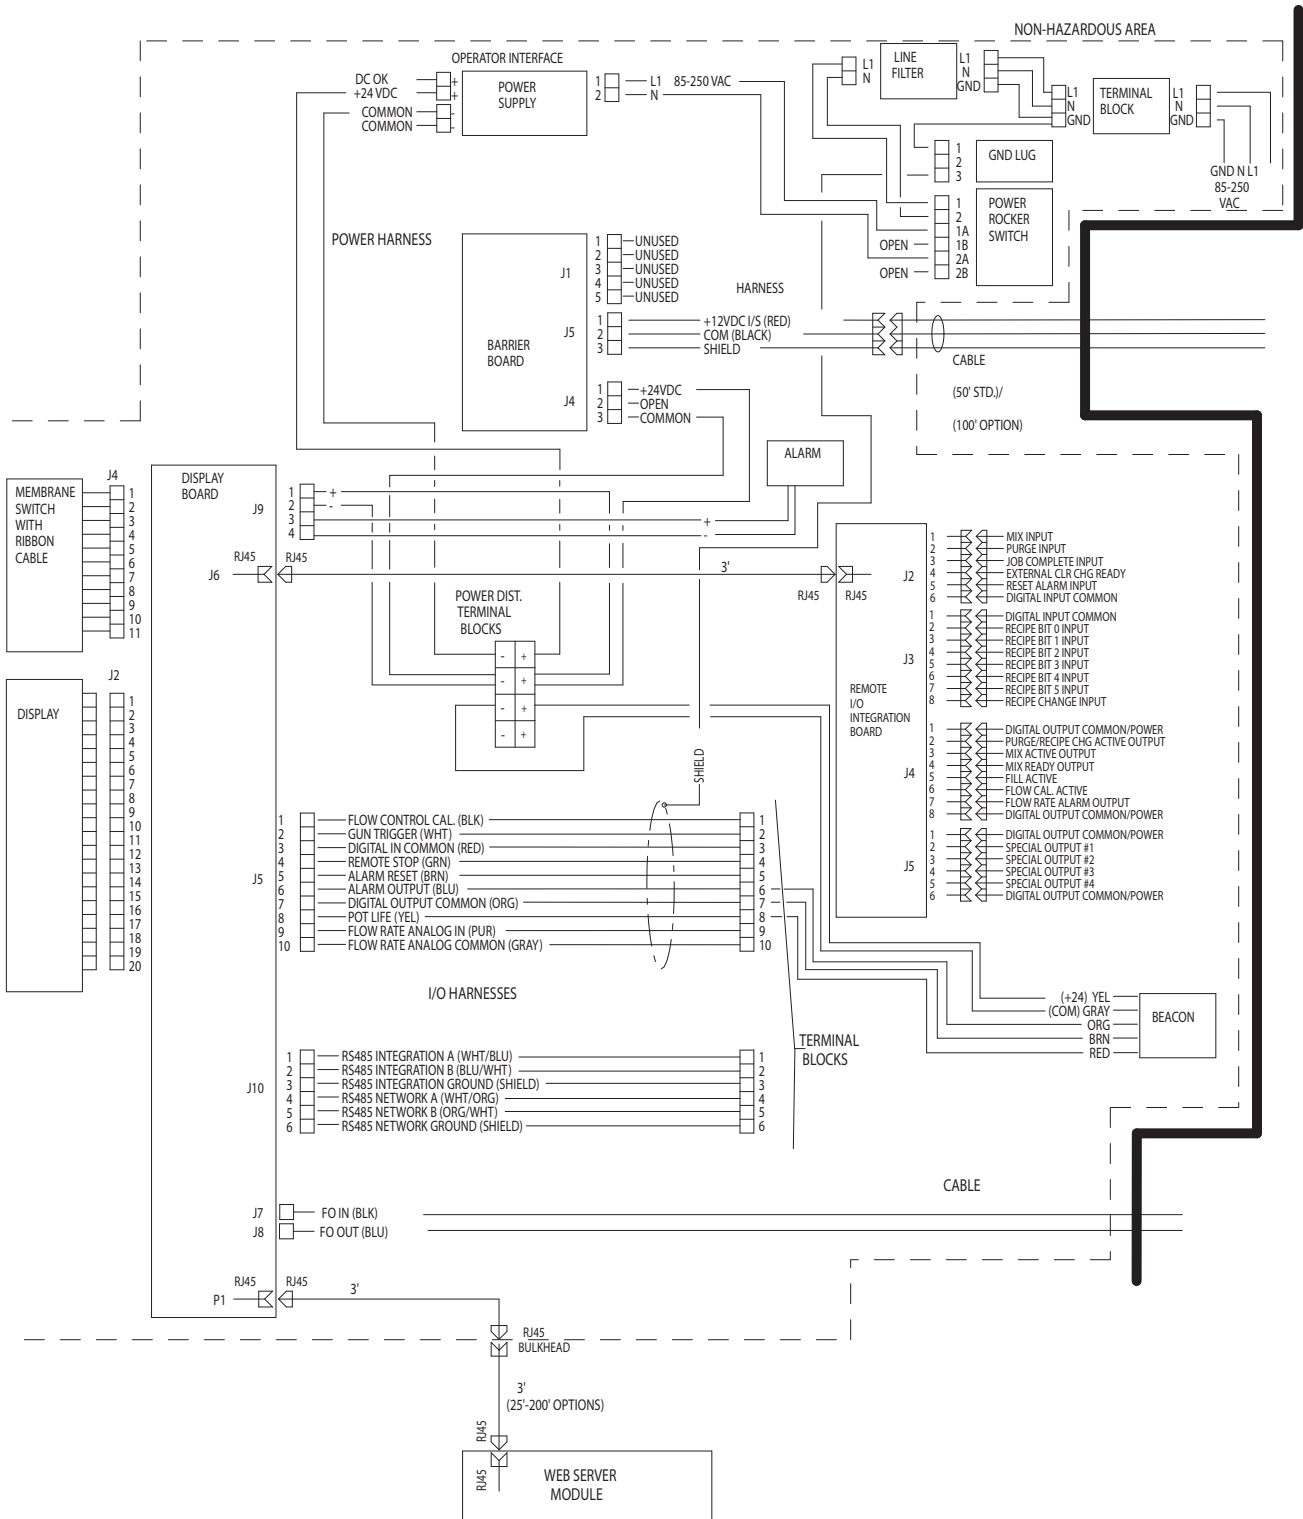 NON-HAZARDOUS AREA
OPERATOR INTERFACE
DC OK
+24 VDC
COMMON
COMMON
+
+
-
-
POWER
SUPPLY
1
2
L1 85-250 VAC
N
L1
N
LINE
FILTER
L1
N
GND
L1
N
GND
TERMINAL
BLOCK
L1
N
GND
GND N L1
85-250
VAC
1
2
3
GND LUG
1
2
1A
1B
2A
2B
OPEN
OPEN
POWER
ROCKER
SWITCH
POWER HARNESS
BARRIER
BOARD
J1
1 UNUSED
2 UNUSED
3 UNUSED
4 UNUSED
5 UNUSED
HARNESS
J5
1 +12VDC I/S (RED)
2 COM (BLACK)
3 SHIELD
J4
1 +24VDC
2 OPEN
3 COMMON
CABLE
(50' STD.)/
(100' OPTION)
ALARM
+
-
MEMBRANE
SWITCH
WITH
RIBBON
CABLE
J4
1
2
3
4
5
6
7
8
9
10
11
DISPLAY
BOARD
J9
1 +
2 -
3
4
J6
RJ45
RJ45
3'
RJ45
RJ45
POWER DIST.
TERMINAL
BLOCKS
- +
- +
- +
- +
DISPLAY
J2
1
2
3
4
5
6
7
8
9
10
11
12
13
14
15
16
17
18
19
20
REMOTE
I/O
INTEGRATION
BOARD
J2
1 MIX INPUT
2 PURGE INPUT
3 JOB COMPLETE INPUT
4 EXTERNAL CLR CHG READY
5 RESET ALARM INPUT
6 DIGITAL INPUT COMMON
J3
1 DIGITAL INPUT COMMON
2 RECIPE BIT 0 INPUT
3 RECIPE BIT 1 INPUT
4 RECIPE BIT 2 INPUT
5 RECIPE BIT 3 INPUT
6 RECIPE BIT 4 INPUT
7 RECIPE BIT 5 INPUT
8 RECIPE CHANGE INPUT
J4
1 DIGITAL OUTPUT COMMON/POWER
2 PURGE/RECIPE CHG ACTIVE OUTPUT
3 MIX ACTIVE OUTPUT
4 MIX READY OUTPUT
5 FILL ACTIVE
6 FLOW CAL. ACTIVE
7 FLOW RATE ALARM OUTPUT
8 DIGITAL OUTPUT COMMON/POWER
J5
1 DIGITAL OUTPUT COMMON/POWER
2 SPECIAL OUTPUT #1
3 SPECIAL OUTPUT #2
4 SPECIAL OUTPUT #3
5 SPECIAL OUTPUT #4
6 DIGITAL OUTPUT COMMON/POWER
SHIELD
J5
1 FLOW CONTROL CAL. (BLK) 1
2 GUN TRIGGER (WHT) 2
3 DIGITAL IN COMMON (RED) 3
4 REMOTE STOP (GRN) 4
5 ALARM RESET (BRN) 5
6 ALARM OUTPUT (BLU) 6
7 DIGITAL OUTPUT COMMON (ORG) 7
8 POT LIFE (YEL) 8
9 FLOW RATE ANALOG IN (PUR) 9
10 FLOW RATE ANALOG COMMON (GRAY) 10
I/O HARNESSES
(+24) YEL
(COM) GRAY
ORG
BRN
RED
BEACON
TERMINAL
BLOCKS
J10
1 RS485 INTEGRATION A (WHT/BLU) 1
2 RS485 INTEGRATION B (BLU/WHT) 2
3 RS485 INTEGRATION GROUND (SHIELD) 3
4 RS485 NETWORK A (WHT/ORG) 4
5 RS485 NETWORK B (ORG/WHT) 5
6 RS485 NETWORK GROUND (SHIELD) 6
CABLE
J7 FO IN (BLK)
J8 FO OUT (BLU)
P1
RJ45
RJ45
3'
RJ45
BULKHEAD
3'
(25'-200' OPTIONS)
RJ45
RJ45
WEB SERVER
MODULE